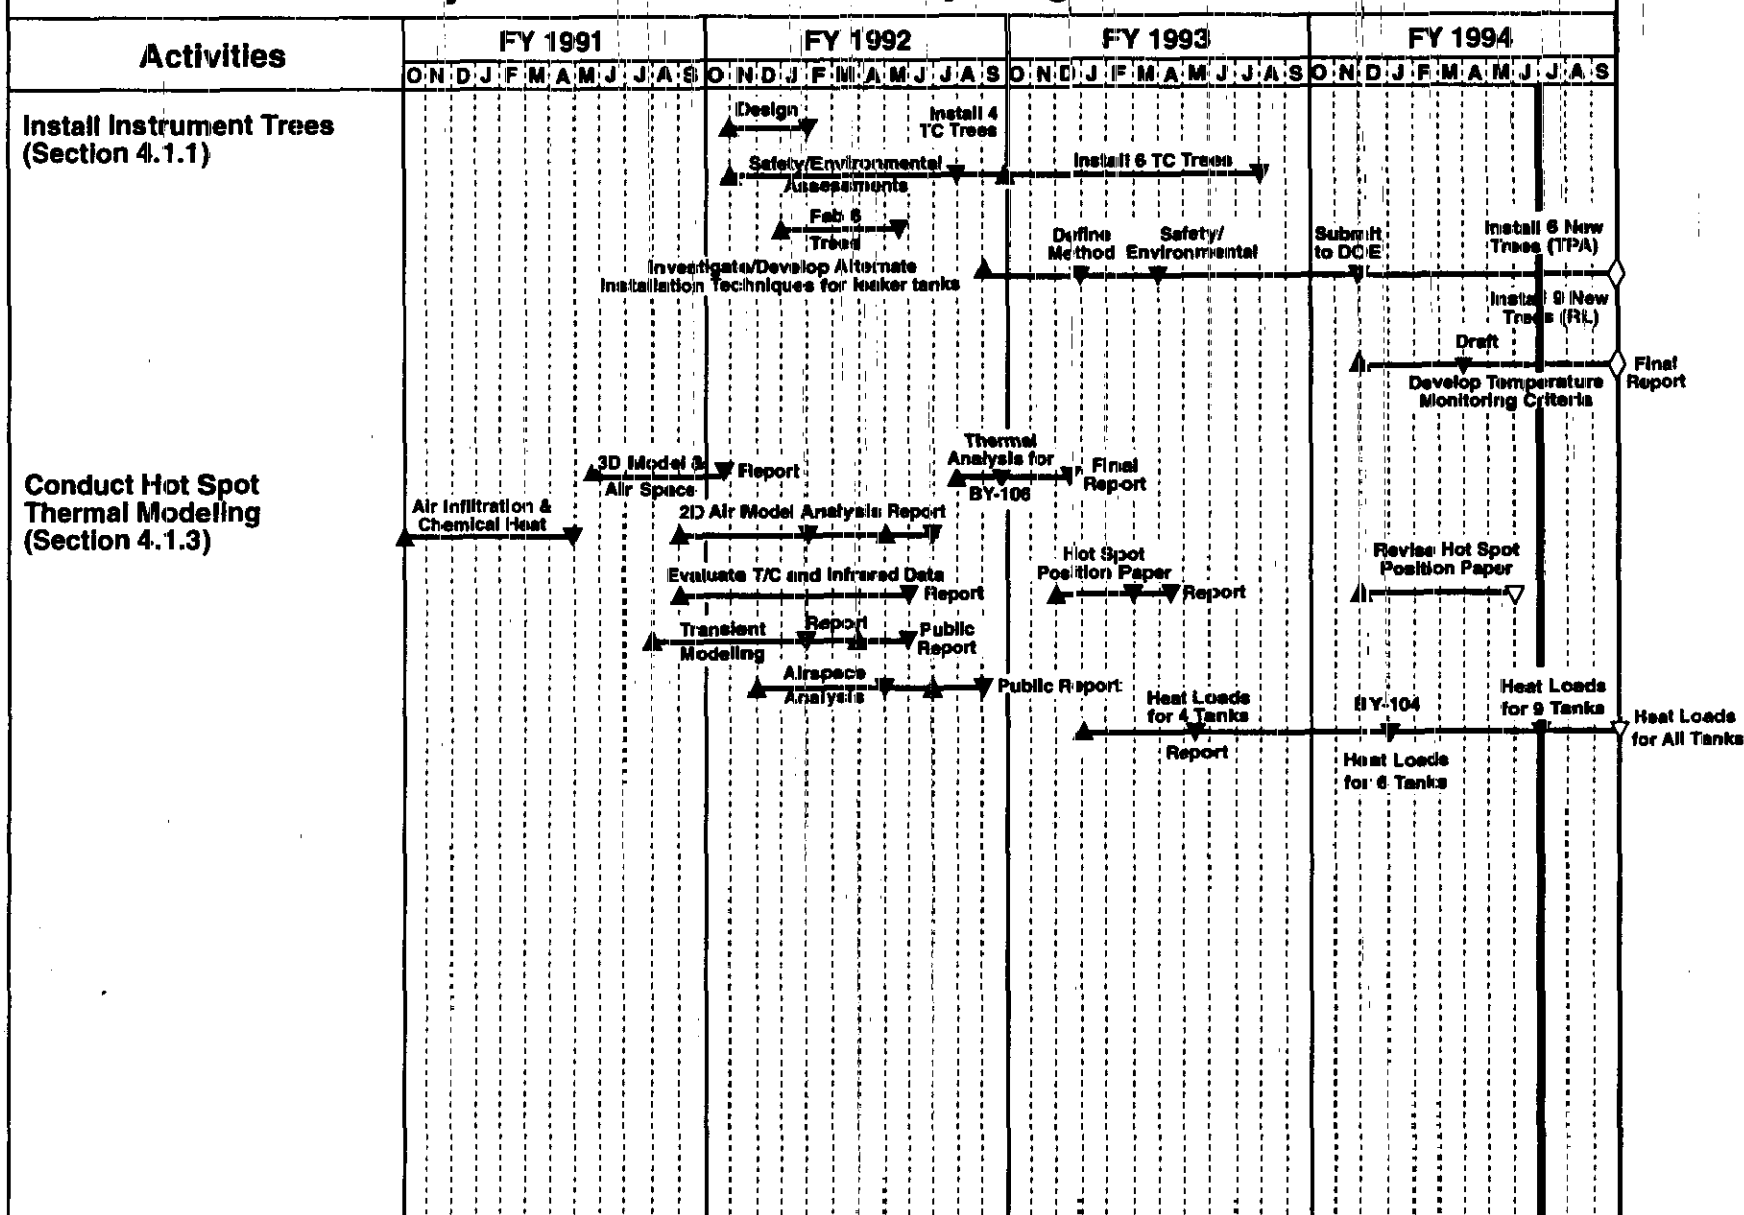 Activities
FY 1991
FY 1992
FY 1993
FY 1994
O N D J F M A M J J A S O N D J F M A M J J A S O N D J F M A M J J A S O N D J F M A M J J A S
Install Instrument Trees
(Section 4.1.1)
Design
Install 4
TC Trees
Safety/Environmental
Assessments
Install 6 TC Trees
Fab 6
Trees
Define
Method
Safety/
Environmental
Submit
to DOE
Install 6 New
Trees (TPA)
Investigate/Develop Alternate
Installation Techniques for leaker tanks
Install 9 New
Trees (RL)
Draft
Final
Report
Develop Temperature
Monitoring Criteria
Conduct Hot Spot
Thermal Modeling
(Section 4.1.3)
3D Model &
Air Space
Report
Thermal
Analysis for
BY-106
Final
Report
Air Infiltration &
Chemical Heat
2D Air Model Analysis Report
Hot Spot
Position Paper
Report
Revise Hot Spot
Position Paper
Evaluate T/C and Infrared Data
Report
Transient
Modeling
Report
Public
Report
Airspace
Analysis
Public Report
Heat Loads
for 4 Tanks
Report
BY-104
Heat Loads
for 6 Tanks
Heat Loads
for 9 Tanks
Heat Loads
for All Tanks